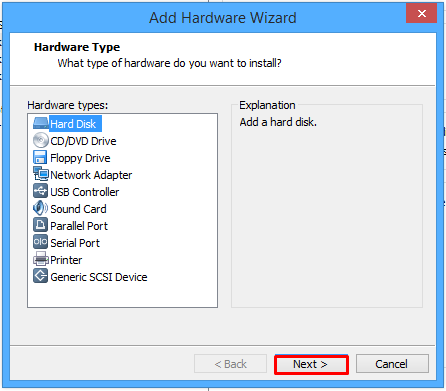 Add Hardware Wizard
Hardware Type
What type of hardware do you want to install?
Hardware types:
Hard Disk
CD/DVD Drive
Floppy Drive
Network Adapter
USB Controller
Sound Card
Parallel Port
Serial Port
Printer
Generic SCSI Device
Explanation
Add a hard disk.
< Back
Next >
Cancel